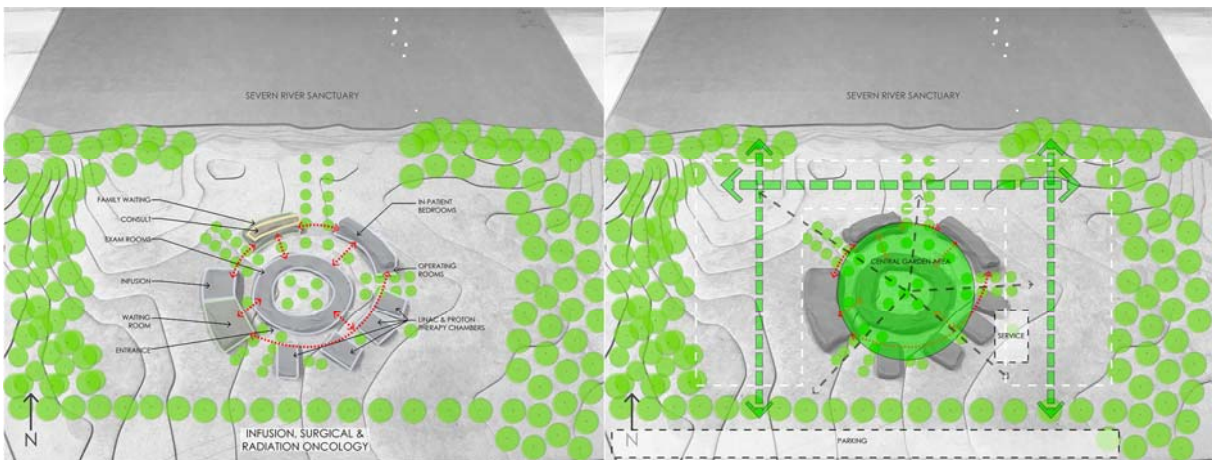 SEVERN RIVER SANCTUARY
FAMILY WAITING
CONSULT
EXAM ROOMS
INFUSION
WAITING
ROOM
ENTRANCE
IN-PATIENT
BEDROOMS
OPERATING
ROOMS
LINAC & PROTON
THERAPY CHAMBERS
N
INFUSION, SURGICAL &
RADIATION ONCOLOGY
SEVERN RIVER SANCTUARY
CENTRAL GARDEN AREA
SERVICE
N
PARKING